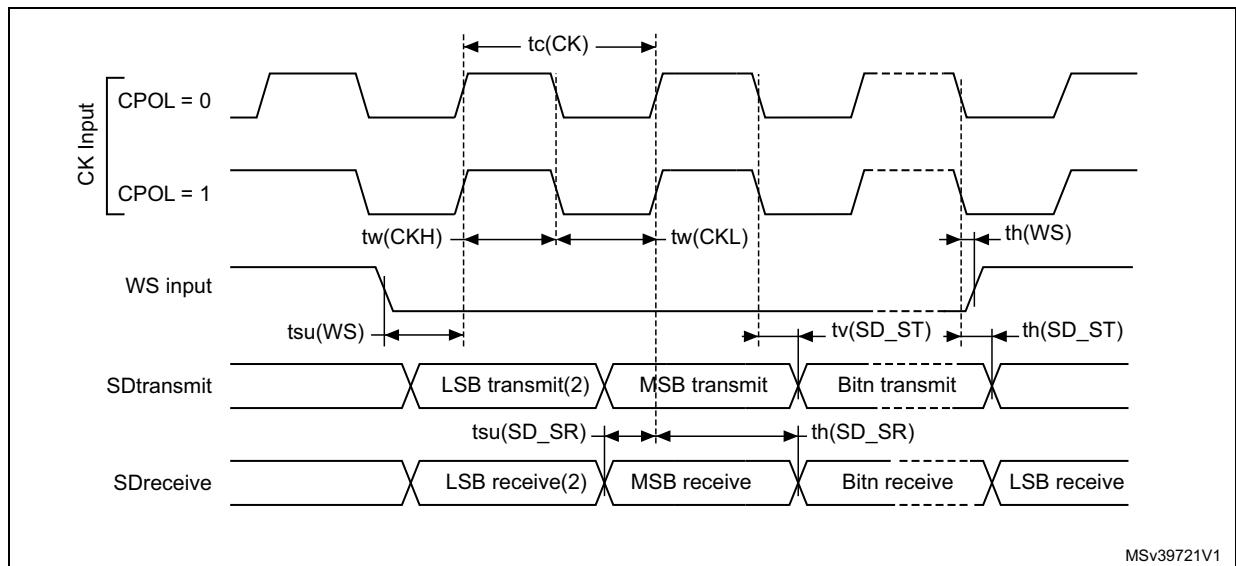 tc(CK)
CK Input
CPOL = 0
CPOL = 1
tw(CKH)
tw(CKL)
th(WS)
WS input
tsu(WS)
tv(SD_ST)
th(SD_ST)
SDtransmit
LSB transmit(2)
MSB transmit
Bitn transmit
tsu(SD_SR)
th(SD_SR)
SDreceive
LSB receive(2)
MSB receive
Bitn receive
LSB receive
MSv39721V1